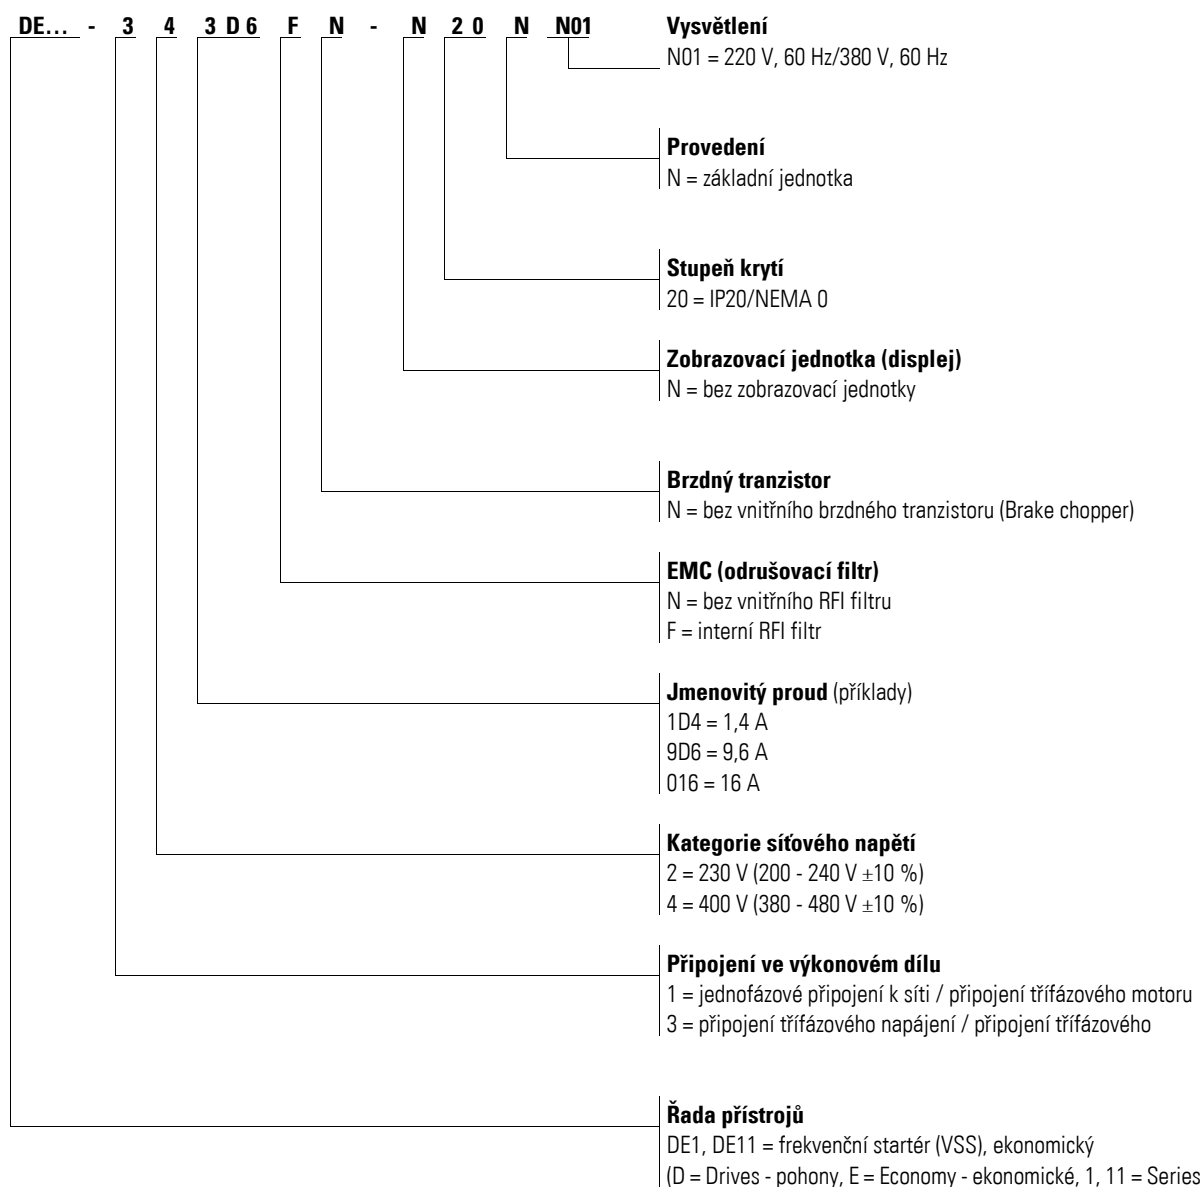 DE... - 3 4 3 D 6 F N - N 2 0 N N01
Vysvětlení
N01 = 220 V, 60 Hz/380 V, 60 Hz
Provedení
N = základní jednotka
Stupeň krytí
20 = IP20/NEMA 0
Zobrazovací jednotka (displej)
N = bez zobrazovací jednotky
Brzdný tranzistor
N = bez vnitřního brzdného tranzistoru (Brake chopper)
EMC (odrušovací filtr)
N = bez vnitřního RFI filtru
F = interní RFI filtr
Jmenovitý proud (příklady)
1D4 = 1,4 A
9D6 = 9,6 A
016 = 16 A
Kategorie síťového napětí
2 = 230 V (200 - 240 V ±10 %)
4 = 400 V (380 - 480 V ±10 %)
Připojení ve výkonovém dílu
1 = jednofázové připojení k síti / připojení třífázového motoru
3 = připojení třífázového napájení / připojení třífázového
Řada přístrojů
DE1, DE11 = frekvenční startér (VSS), ekonomický
(D = Drives - pohony, E = Economy - ekonomické, 1, 11 = Series